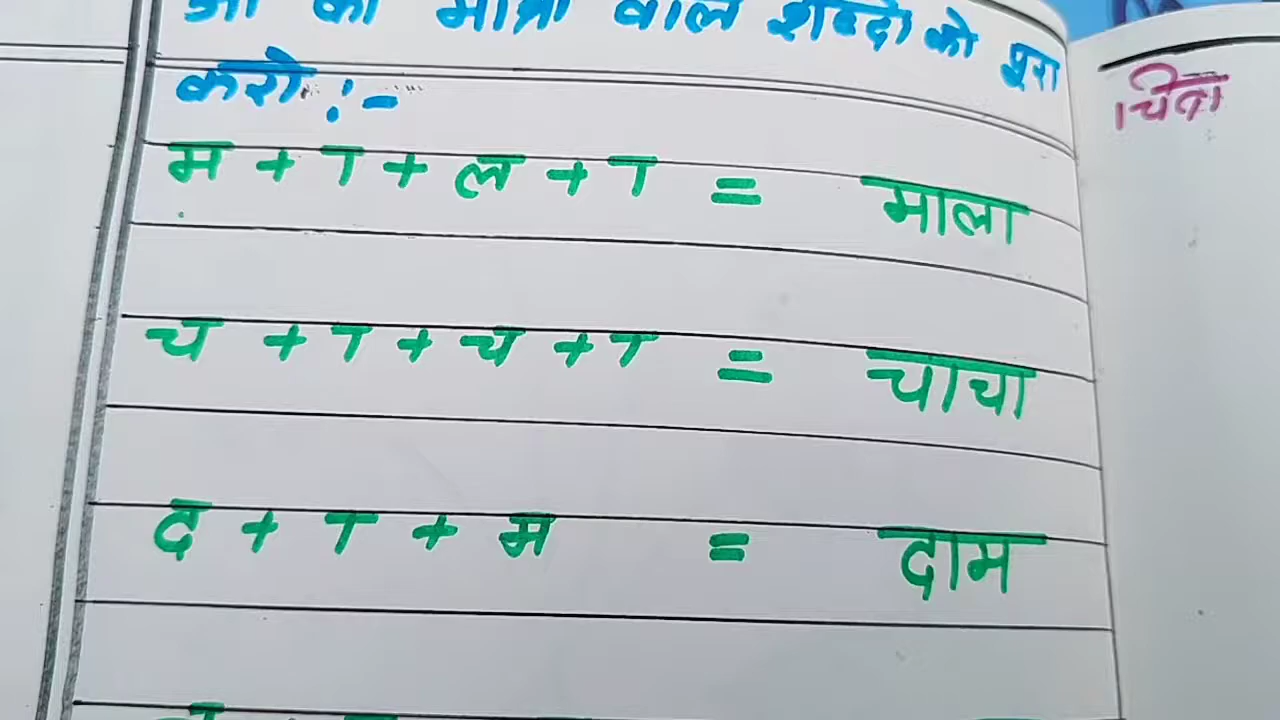 आ की मात्रा वाले शब्दो को पूरा
करो :-
म + ा + ल + ा = माला
च + ा + च + ा = चाचा
द + ा + म = दाम